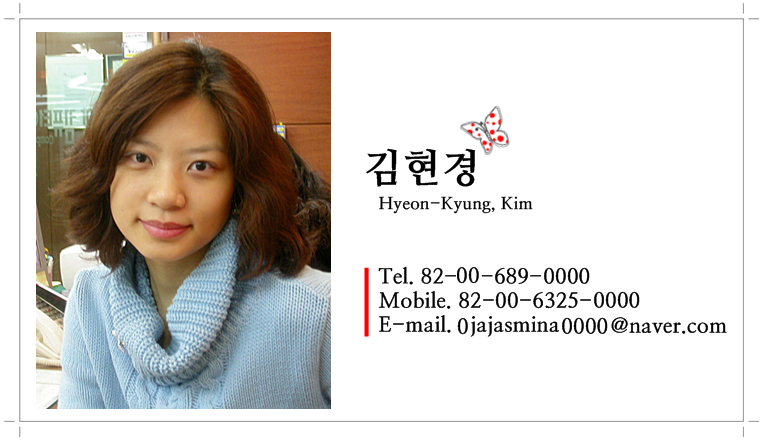 김현경
Hyeon-Kyung, Kim
Tel. 82-00-689-0000
Mobile. 82-00-6325-0000
E-mail. 0jajasmina0000@naver.com